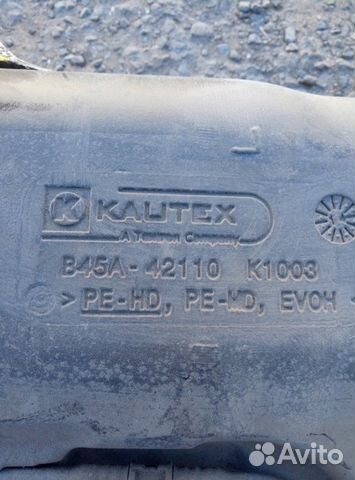 K KAUTEX
A Textron Company
B45A-42110 K1003
>PE-HD, PE-MD, EVOH<
Avito